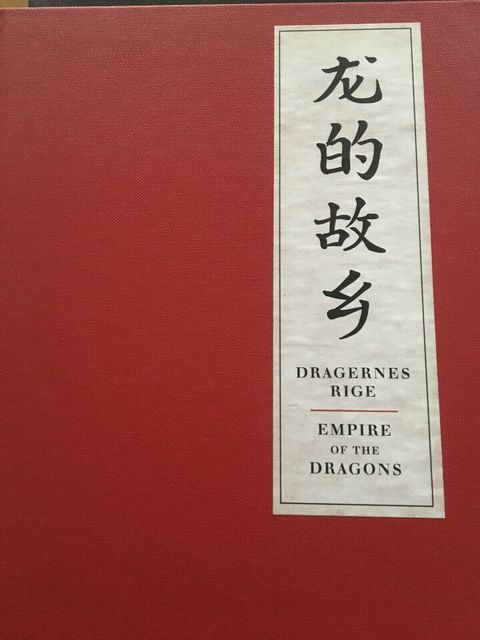 龙的故乡
DRAGERNES
RIGE
EMPIRE
OF THE
DRAGONS